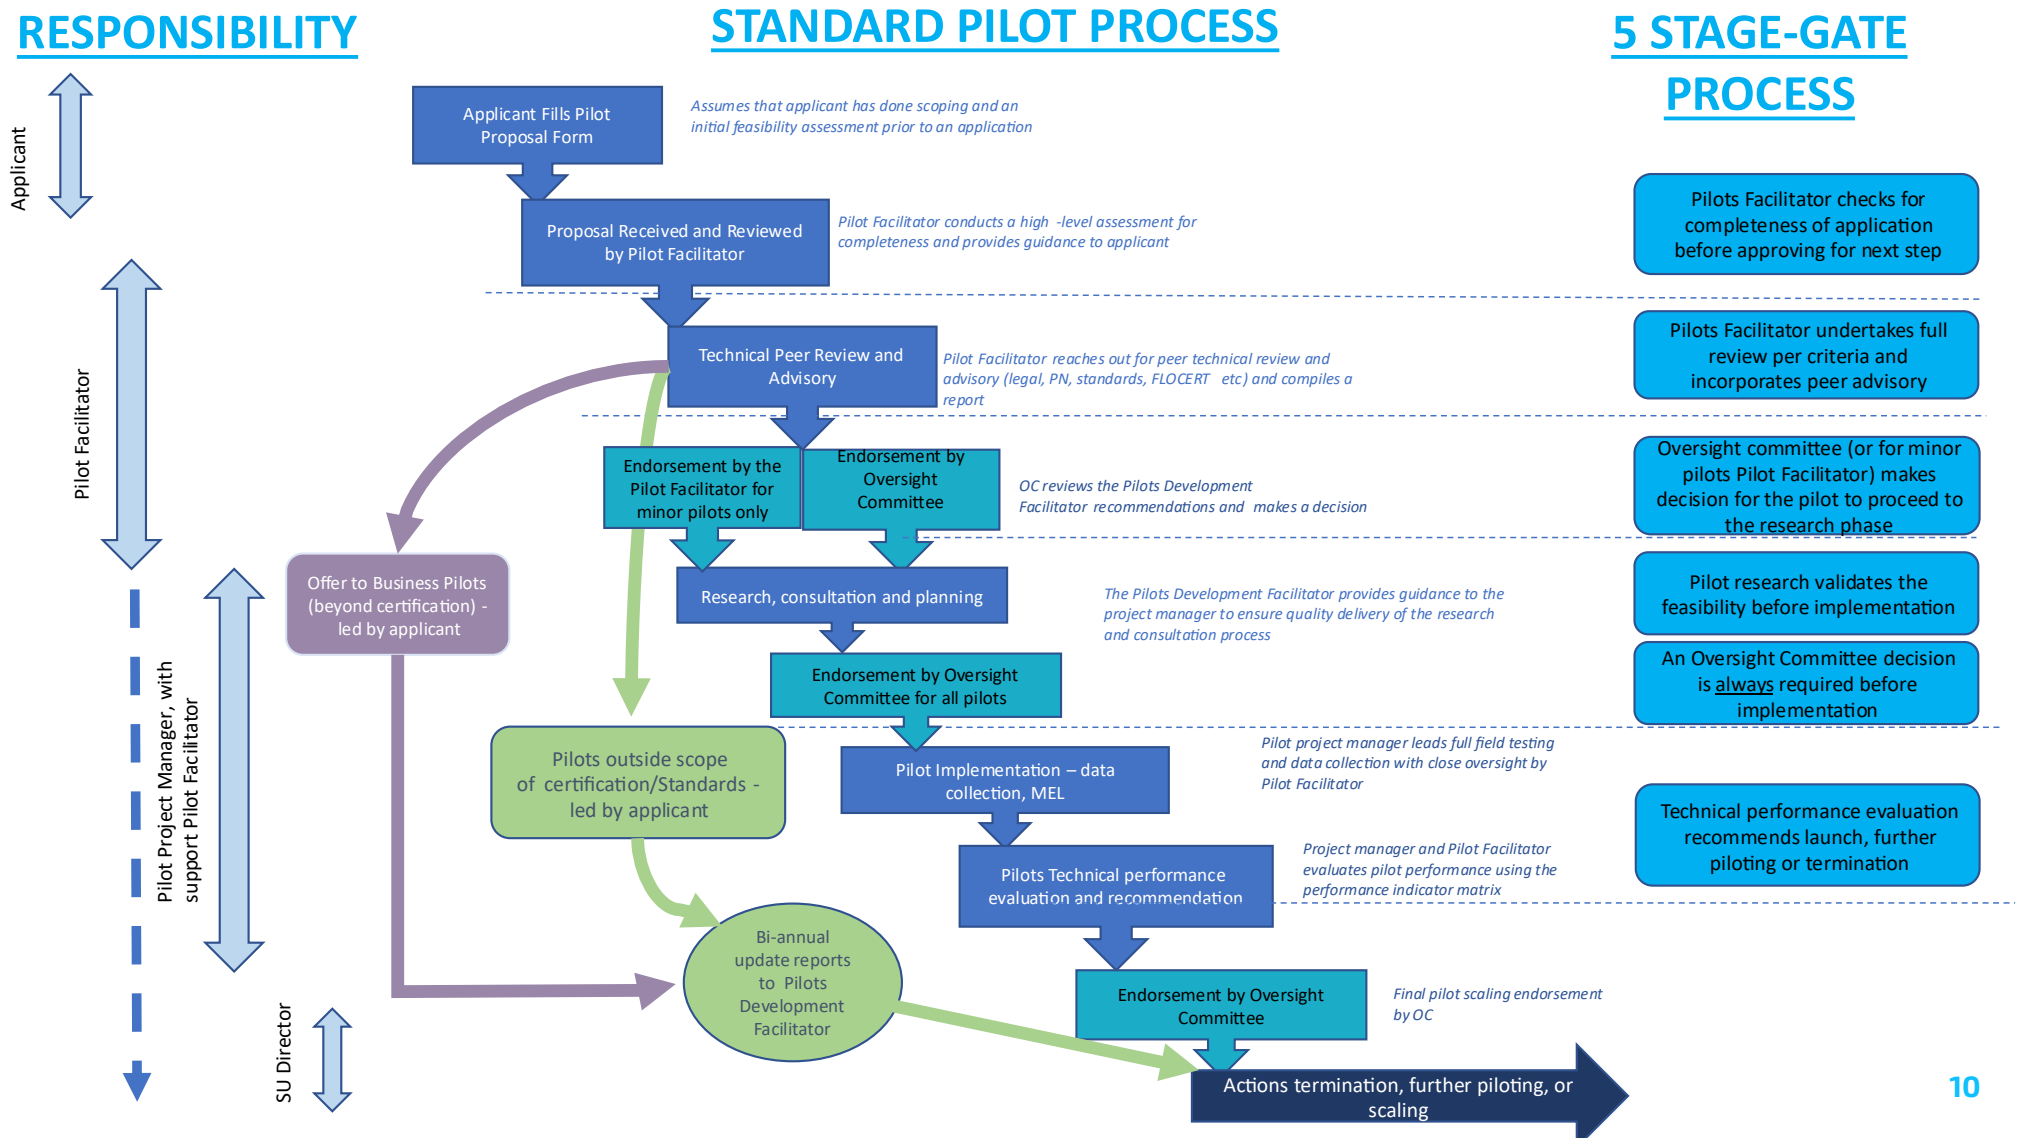 RESPONSIBILITY
STANDARD PILOT PROCESS
5 STAGE-GATE
PROCESS
Applicant
Pilot Facilitator
Pilot Project Manager, with
support Pilot Facilitator
SU Director
Applicant Fills Pilot
Proposal Form
Assumes that applicant has done scoping and an
initial feasibility assessment prior to an application
Proposal Received and Reviewed
by Pilot Facilitator
Pilot Facilitator conducts a high -level assessment for
completeness and provides guidance to applicant
Pilots Facilitator checks for
completeness of application
before approving for next step
Technical Peer Review and
Advisory
Pilot Facilitator reaches out for peer technical review and
advisory (legal, PN, standards, FLOCERT etc) and compiles a
report
Pilots Facilitator undertakes full
review per criteria and
incorporates peer advisory
Endorsement by the
Pilot Facilitator for
minor pilots only
Endorsement by
Oversight
Committee
OC reviews the Pilots Development
Facilitator recommendations and makes a decision
Oversight committee (or for minor
pilots Pilot Facilitator) makes
decision for the pilot to proceed to
the research phase
Offer to Business Pilots
(beyond certification) -
led by applicant
Research, consultation and planning
The Pilots Development Facilitator provides guidance to the
project manager to ensure quality delivery of the research
and consultation process
Pilot research validates the
feasibility before implementation
Endorsement by Oversight
Committee for all pilots
An Oversight Committee decision
is always required before
implementation
Pilots outside scope
of certification/Standards -
led by applicant
Pilot Implementation – data
collection, MEL
Pilot project manager leads full field testing
and data collection with close oversight by
Pilot Facilitator
Pilots Technical performance
evaluation and recommendation
Project manager and Pilot Facilitator
evaluates pilot performance using the
performance indicator matrix
Technical performance evaluation
recommends launch, further
piloting or termination
Bi-annual
update reports
to Pilots
Development
Facilitator
Endorsement by Oversight
Committee
Final pilot scaling endorsement
by OC
Actions termination, further piloting, or
scaling
10